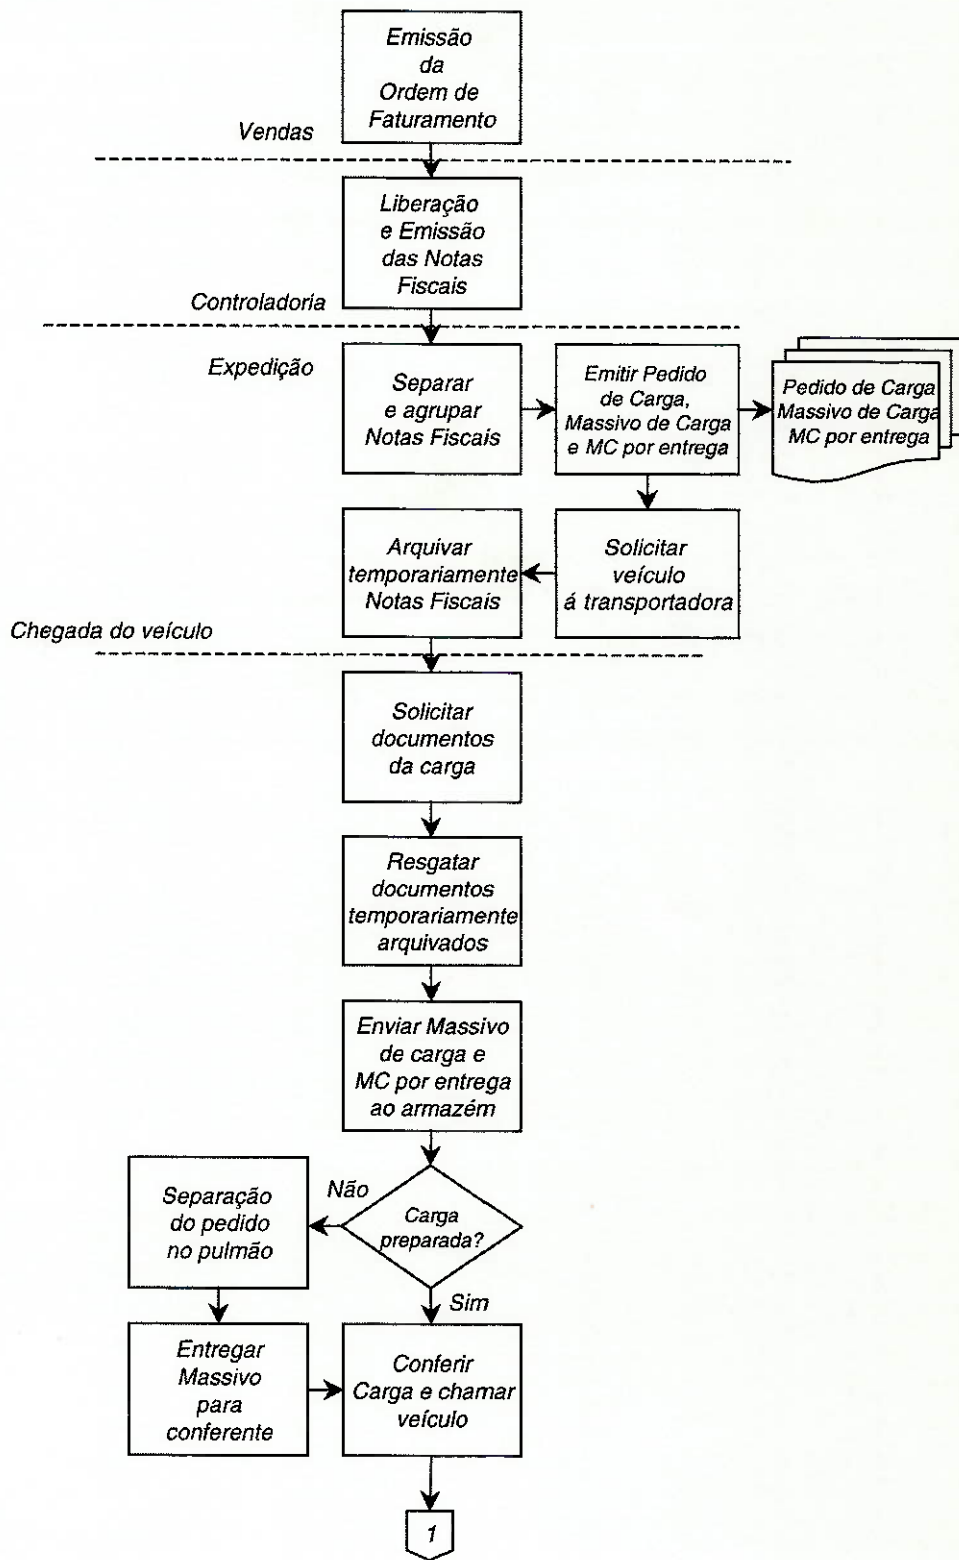 Emissão
da
Ordem de
Faturamento
Vendas
Liberação
e Emissão
das Notas
Fiscais
Controladoria
Expedição
Separar
e agrupar
Notas Fiscais
Emitir Pedido
de Carga,
Massivo de Carga
e MC por entrega
Pedido de Carga
Massivo de Carga
MC por entrega
Arquivar
temporariamente
Notas Fiscais
Solicitar
veículo
á transportadora
Chegada do veículo
Solicitar
documentos
da carga
Resgatar
documentos
temporariamente
arquivados
Enviar Massivo
de carga e
MC por entrega
ao armazém
Separação
do pedido
no pulmão
Não
Carga
preparada?
Sim
Entregar
Massivo
para
conferente
Conferir
Carga e chamar
veículo
1